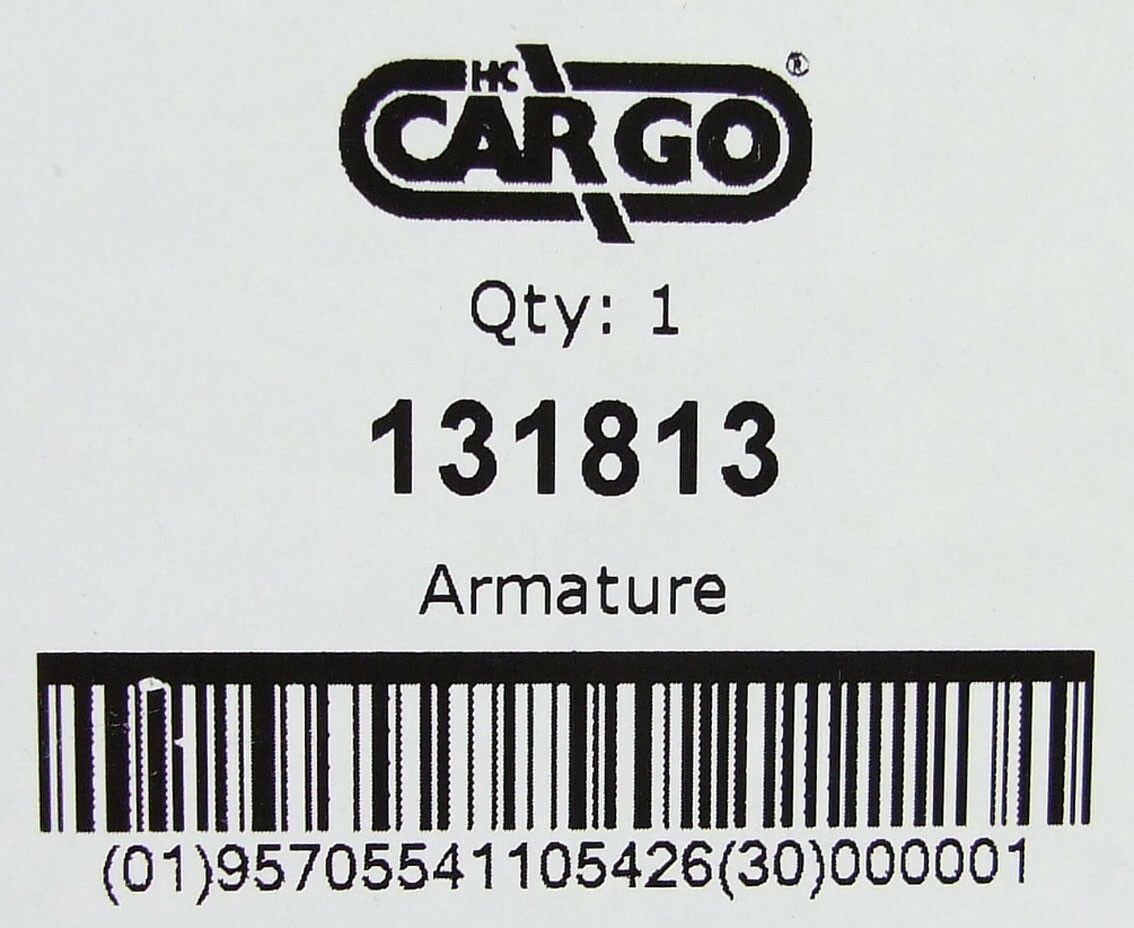 HC
CARGO®
Qty: 1
131813
Armature
(01)95705541105426(30)000001